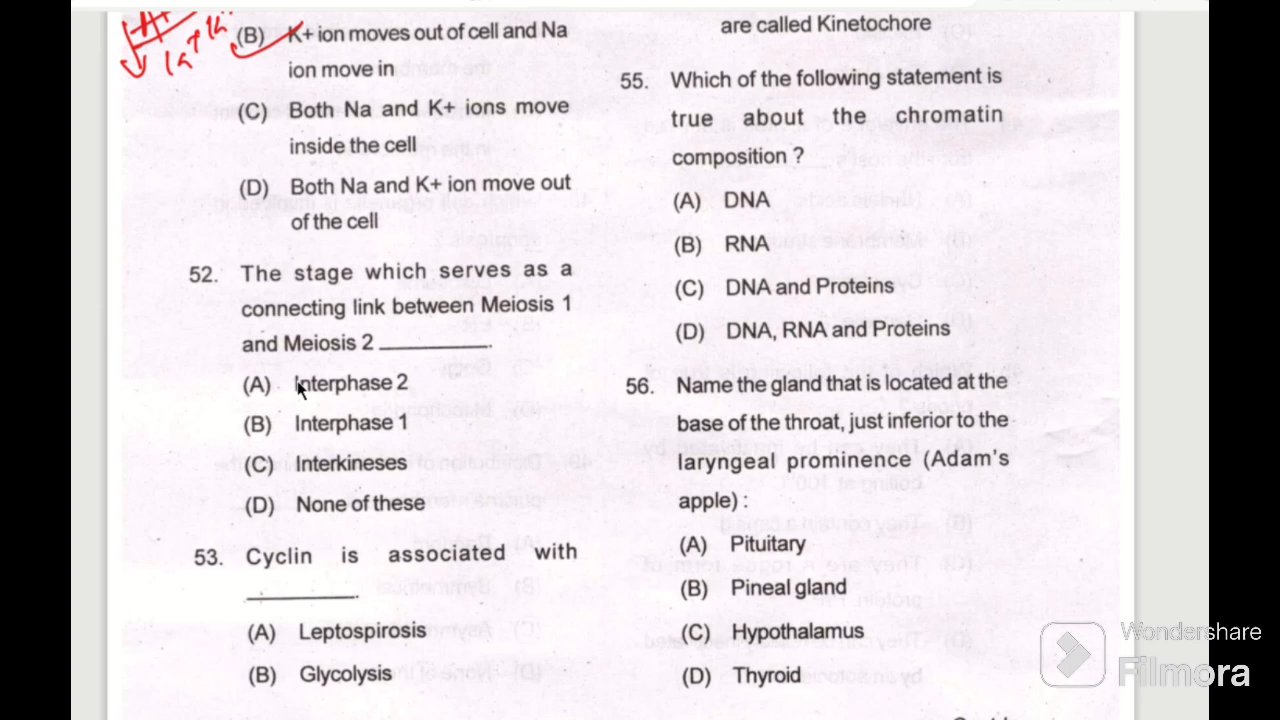 (B) K+ ion moves out of cell and Na
ion move in
(C) Both Na and K+ ions move
inside the cell
(D) Both Na and K+ ion move out
of the cell
52. The stage which serves as a
connecting link between Meiosis 1
and Meiosis 2 __________.
(A) Interphase 2
(B) Interphase 1
(C) Interkineses
(D) None of these
53. Cyclin is associated with
__________.
(A) Leptospirosis
(B) Glycolysis
are called Kinetochore
55. Which of the following statement is
true about the chromatin
composition ?
(A) DNA
(B) RNA
(C) DNA and Proteins
(D) DNA, RNA and Proteins
56. Name the gland that is located at the
base of the throat, just inferior to the
laryngeal prominence (Adam's
apple) :
(A) Pituitary
(B) Pineal gland
(C) Hypothalamus
(D) Thyroid
Wondershare
Filmora